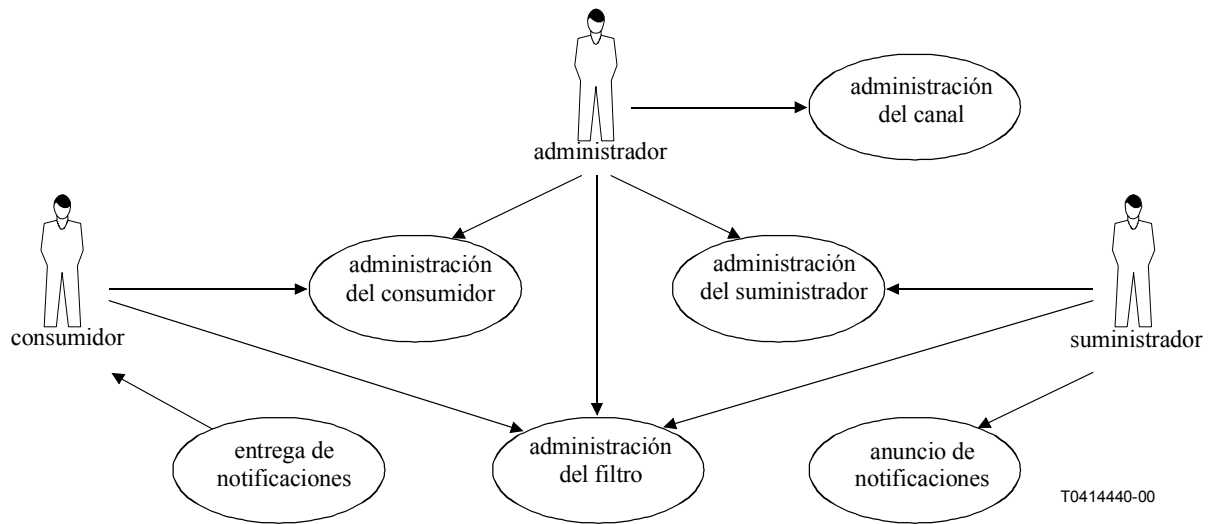 administración
del canal
administrador
administración
del consumidor
administración
del suministrador
consumidor
suministrador
entrega de
notificaciones
administración
del filtro
anuncio de
notificaciones
T0414440-00